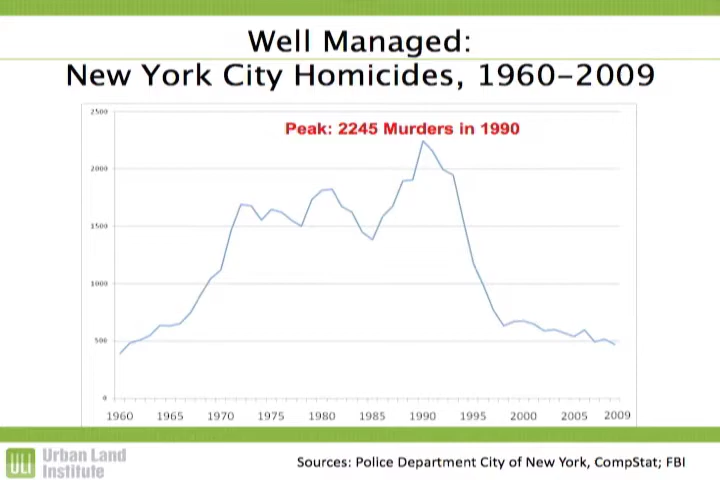 Well Managed:
New York City Homicides, 1960–2009
Peak: 2245 Murders in 1990
2500
2000
1500
1000
500
0
1960 1965 1970 1975 1980 1985 1990 1995 2000 2005 2009
ULI Urban Land
Institute
Sources: Police Department City of New York, CompStat; FBI